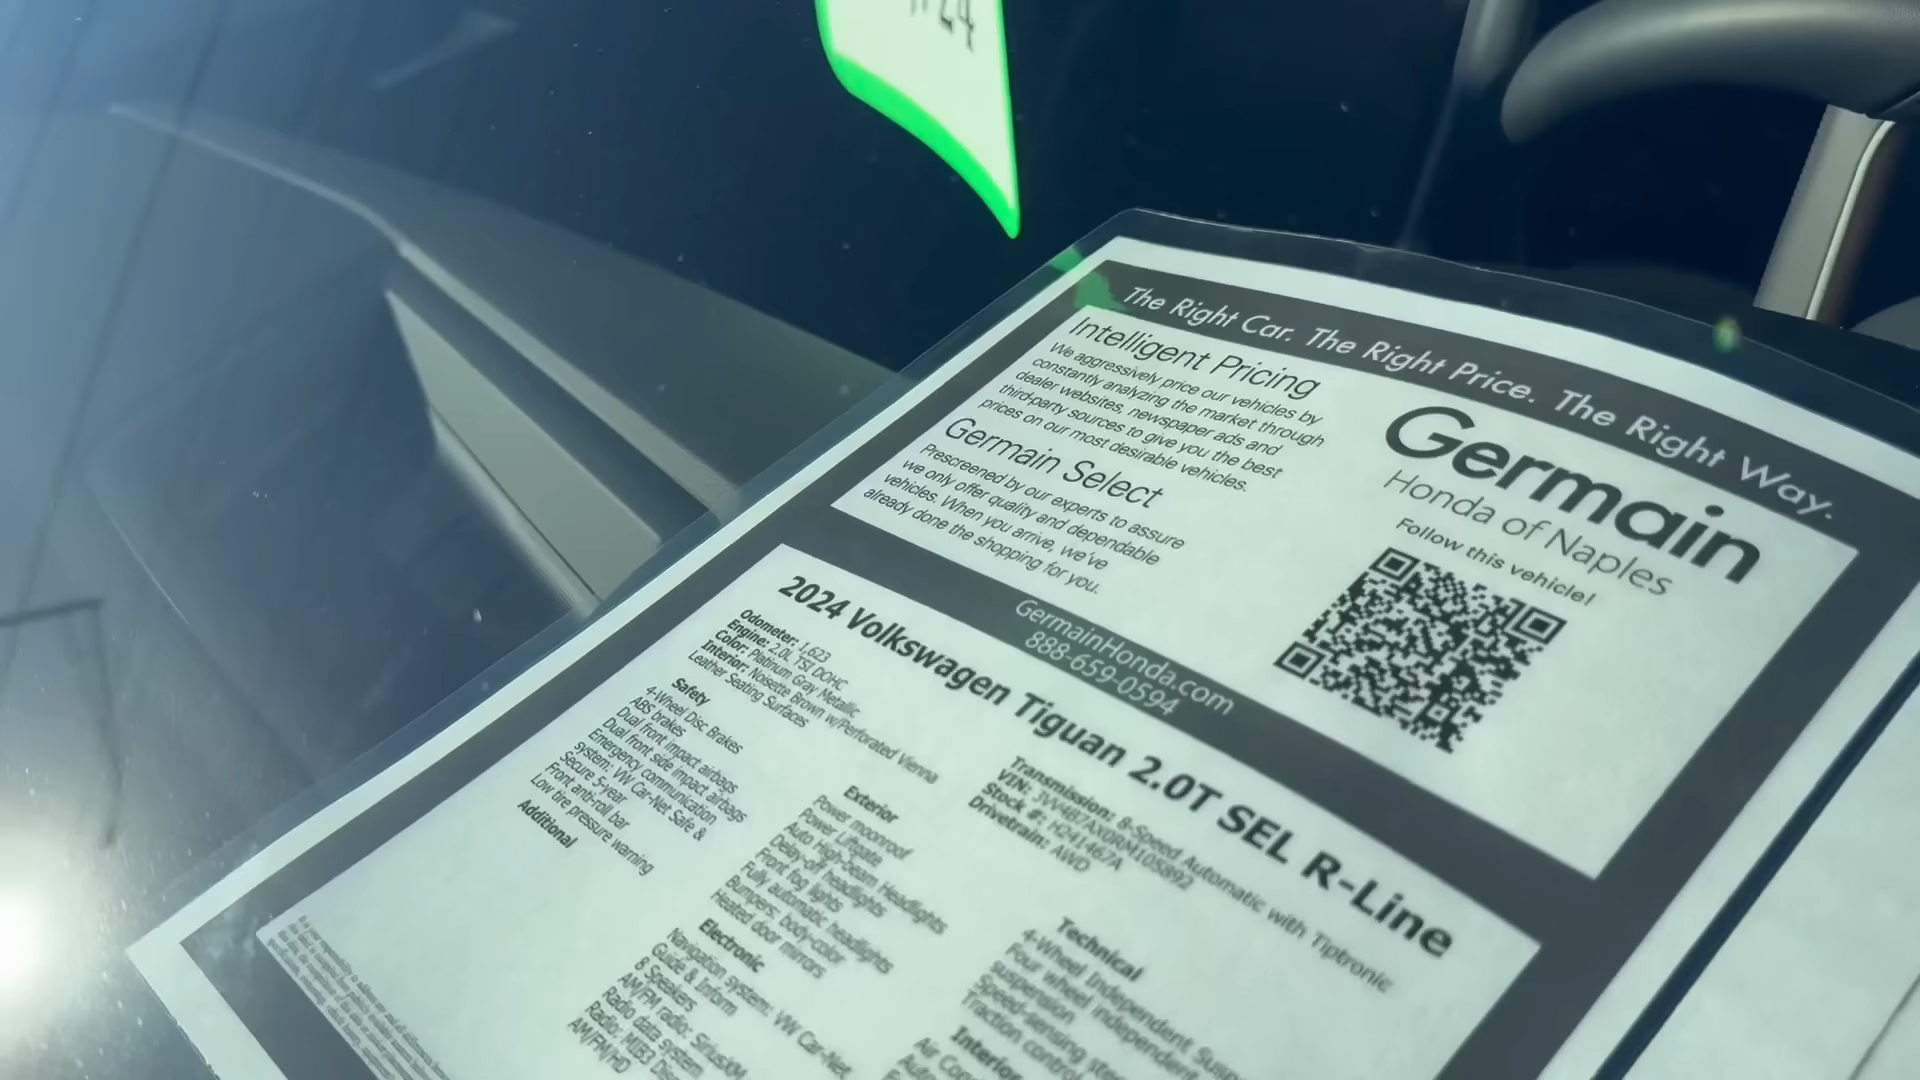 24
The Right Car. The Right Price. The Right Way.
Intelligent Pricing
We aggressively price our vehicles by
constantly analyzing the market through
dealer websites, newspaper ads and
third-party sources to give you the best
prices on our most desirable vehicles.
Germain Select
Prescreened by our experts to assure
we only offer quality and dependable
vehicles. When you arrive, we've
already done the shopping for you.
Germain
Honda of Naples
Follow this vehicle!
GermainHonda.com
888-659-0594
2024 Volkswagen Tiguan 2.0T SEL R-Line
Odometer: 1,623
Engine: 2.0L TSI DOHC
Color: Platinum Gray Metallic
Interior: Noisette Brown w/Perforated Vienna
Leather Seating Surfaces
Transmission: 8-Speed Automatic with Tiptronic
VIN: 3VV4B7AX0RM105892
Stock #: H241467A
Drivetrain: AWD
Safety
4-Wheel Disc Brakes
ABS brakes
Dual front impact airbags
Dual front side impact airbags
Emergency communication
system: VW Car-Net Safe &
Secure 5-year
Front anti-roll bar
Low tire pressure warning
Additional
Exterior
Power moonroof
Power Liftgate
Auto High-beam Headlights
Delay-off headlights
Front fog lights
Fully automatic headlights
Bumpers: body-color
Heated door mirrors
Electronic
Navigation system: VW Car-Net
Guide & Inform
8 Speakers
AM/FM radio: SiriusXM
Radio data system
Radio: MIB3
AM/FM/HD
Technical
4-Wheel Independent
Four wheel independent
suspension
Speed-sensing
Traction control
Interior
Air